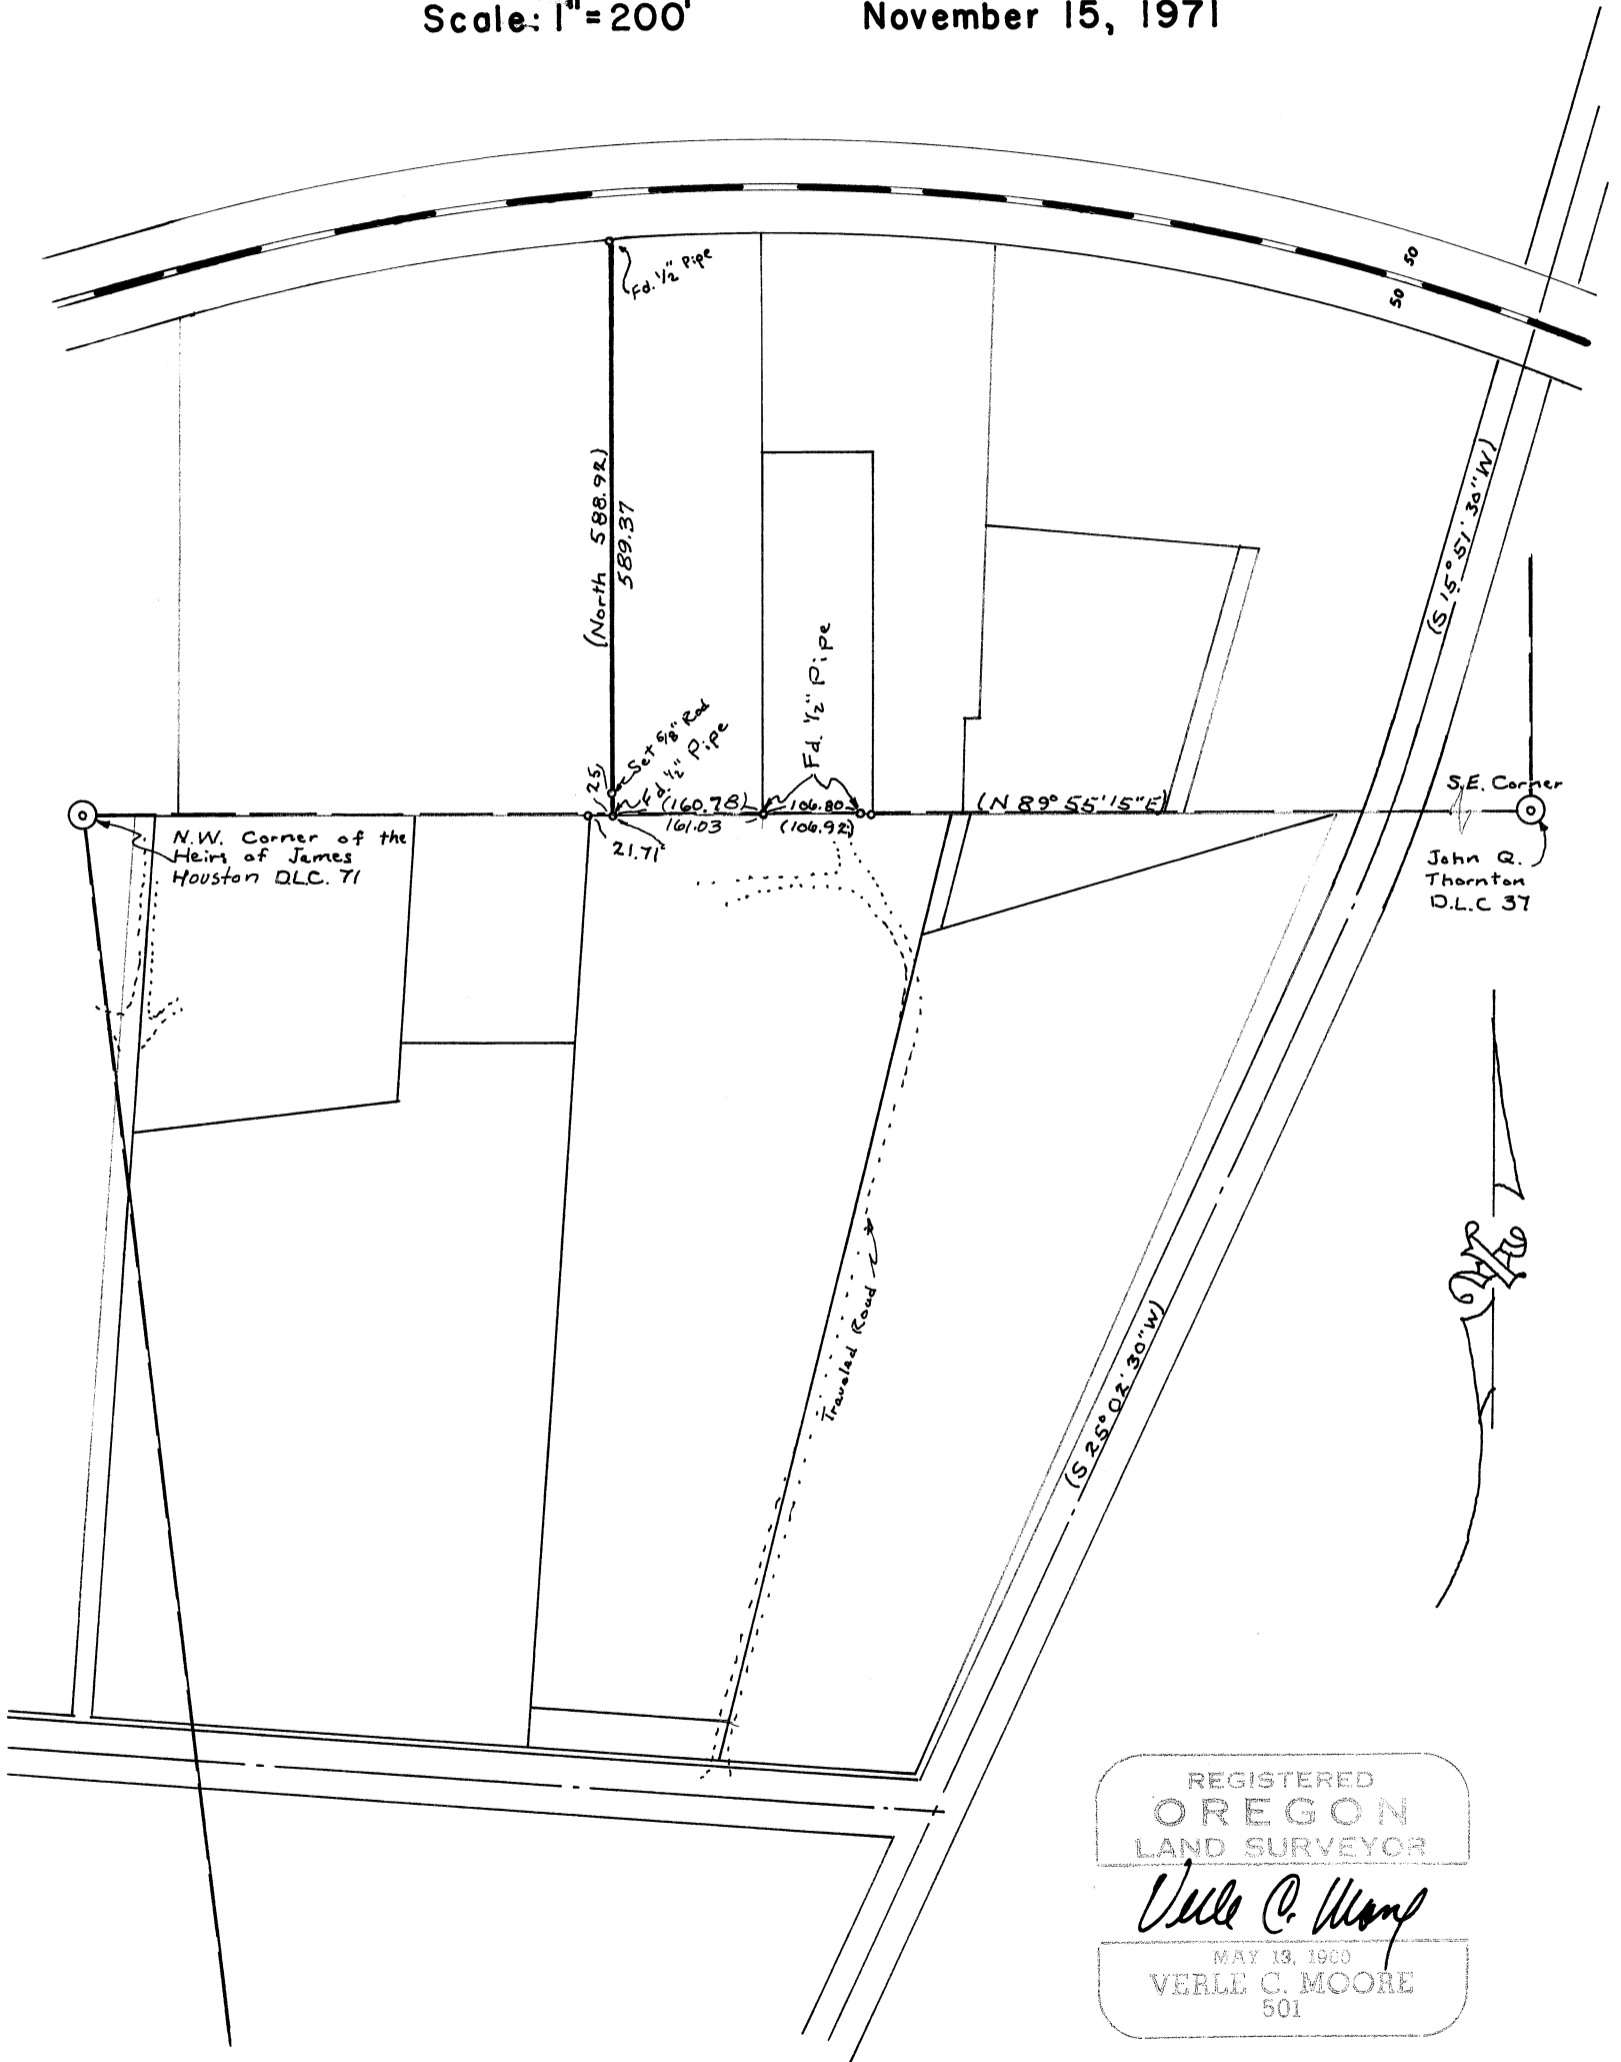 Scale: 1"=200'
November 15, 1971
50
50
Fd. 1/2" Pipe
(North 588.92)
589.37
(S 15° 51' 30" W)
Fd. 1/2" Pipe
Set 5/8" Rod
Fd. 1/2" Pipe
25
(160.78)
161.03
106.80
(106.92)
21.71
(N 89° 55' 15" E)
S.E. Corner
John Q.
Thornton
D.L.C 37
N.W. Corner of the
Heirs of James
Houston D.L.C. 71
Traveled Road
(S 25° 02' 30" W)
REGISTERED
OREGON
LAND SURVEYOR
Verle C. Moore
MAY 13, 1960
VERLE C. MOORE
501